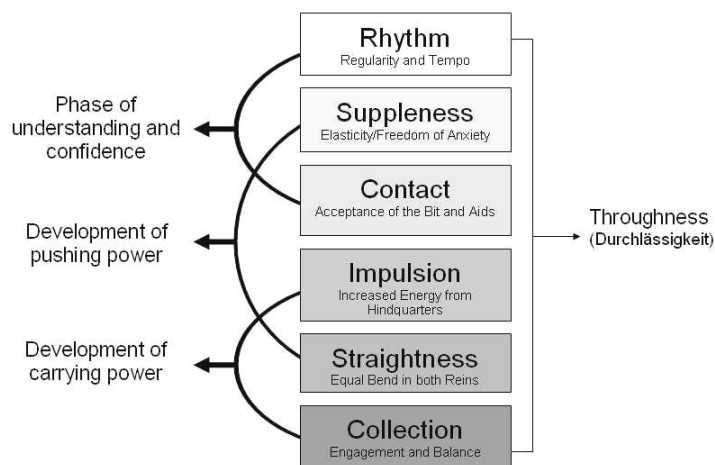 Rhythm
Regularity and Tempo
Suppleness
Elasticity/Freedom of Anxiety
Contact
Acceptance of the Bit and Aids
Impulsion
Increased Energy from
Hindquarters
Straightness
Equal Bend in both Reins
Collection
Engagement and Balance
Phase of
understanding and
confidence
Development of
pushing power
Development of
carrying power
Throughness
(Durchlässigkeit)